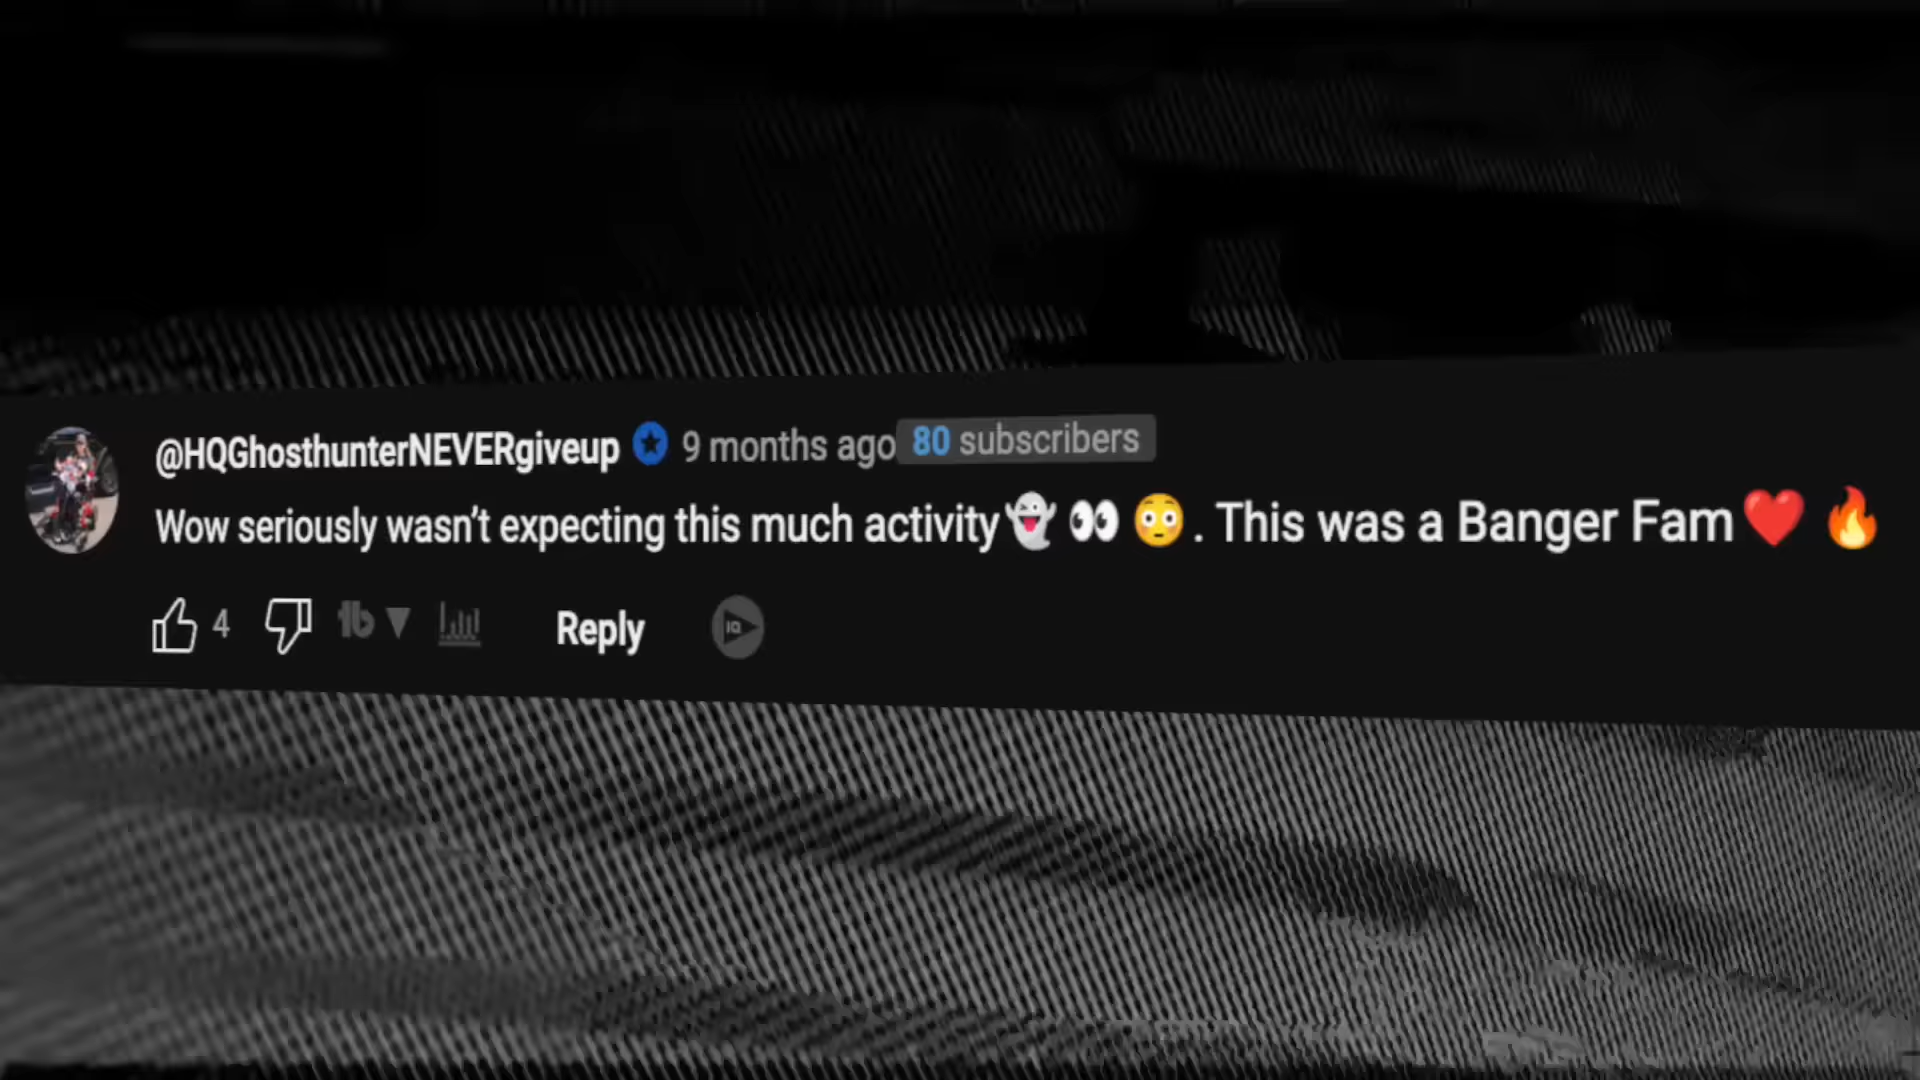 @HQGhosthunterNEVERgiveup 9 months ago 80 subscribers
Wow seriously wasn't expecting this much activity👻 👀 😳. This was a Banger Fam❤️ 🔥
4 Reply IQ